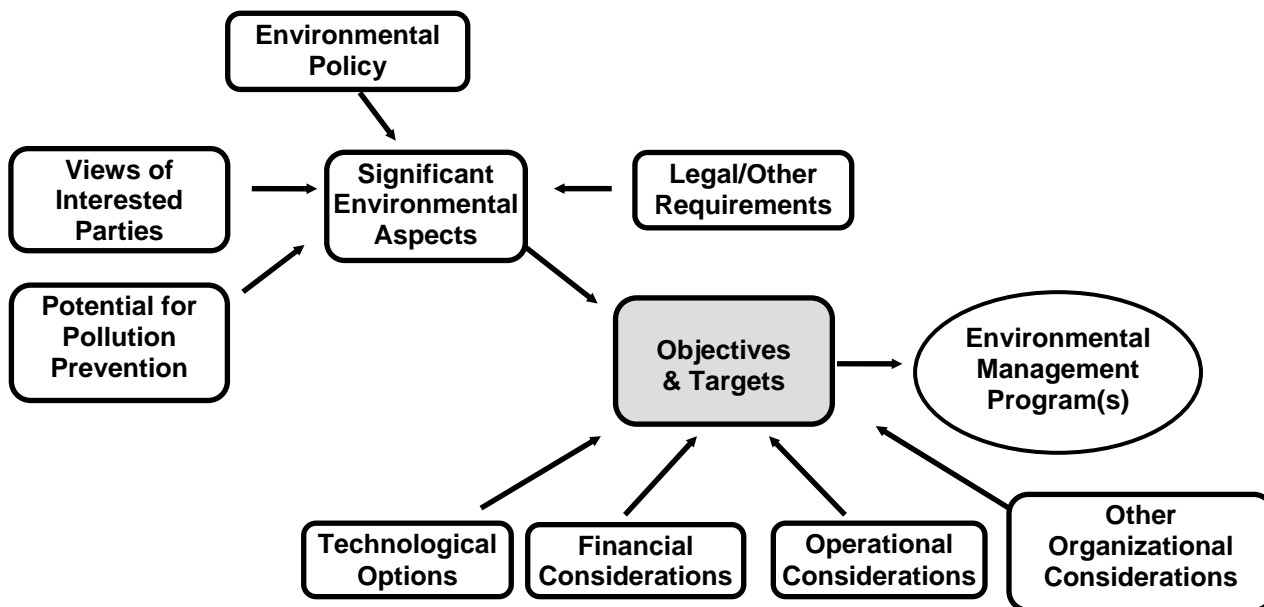 Environmental
Policy
Views of
Interested
Parties
Significant
Environmental
Aspects
Legal/Other
Requirements
Potential for
Pollution
Prevention
Objectives
& Targets
Environmental
Management
Program(s)
Technological
Options
Financial
Considerations
Operational
Considerations
Other
Organizational
Considerations